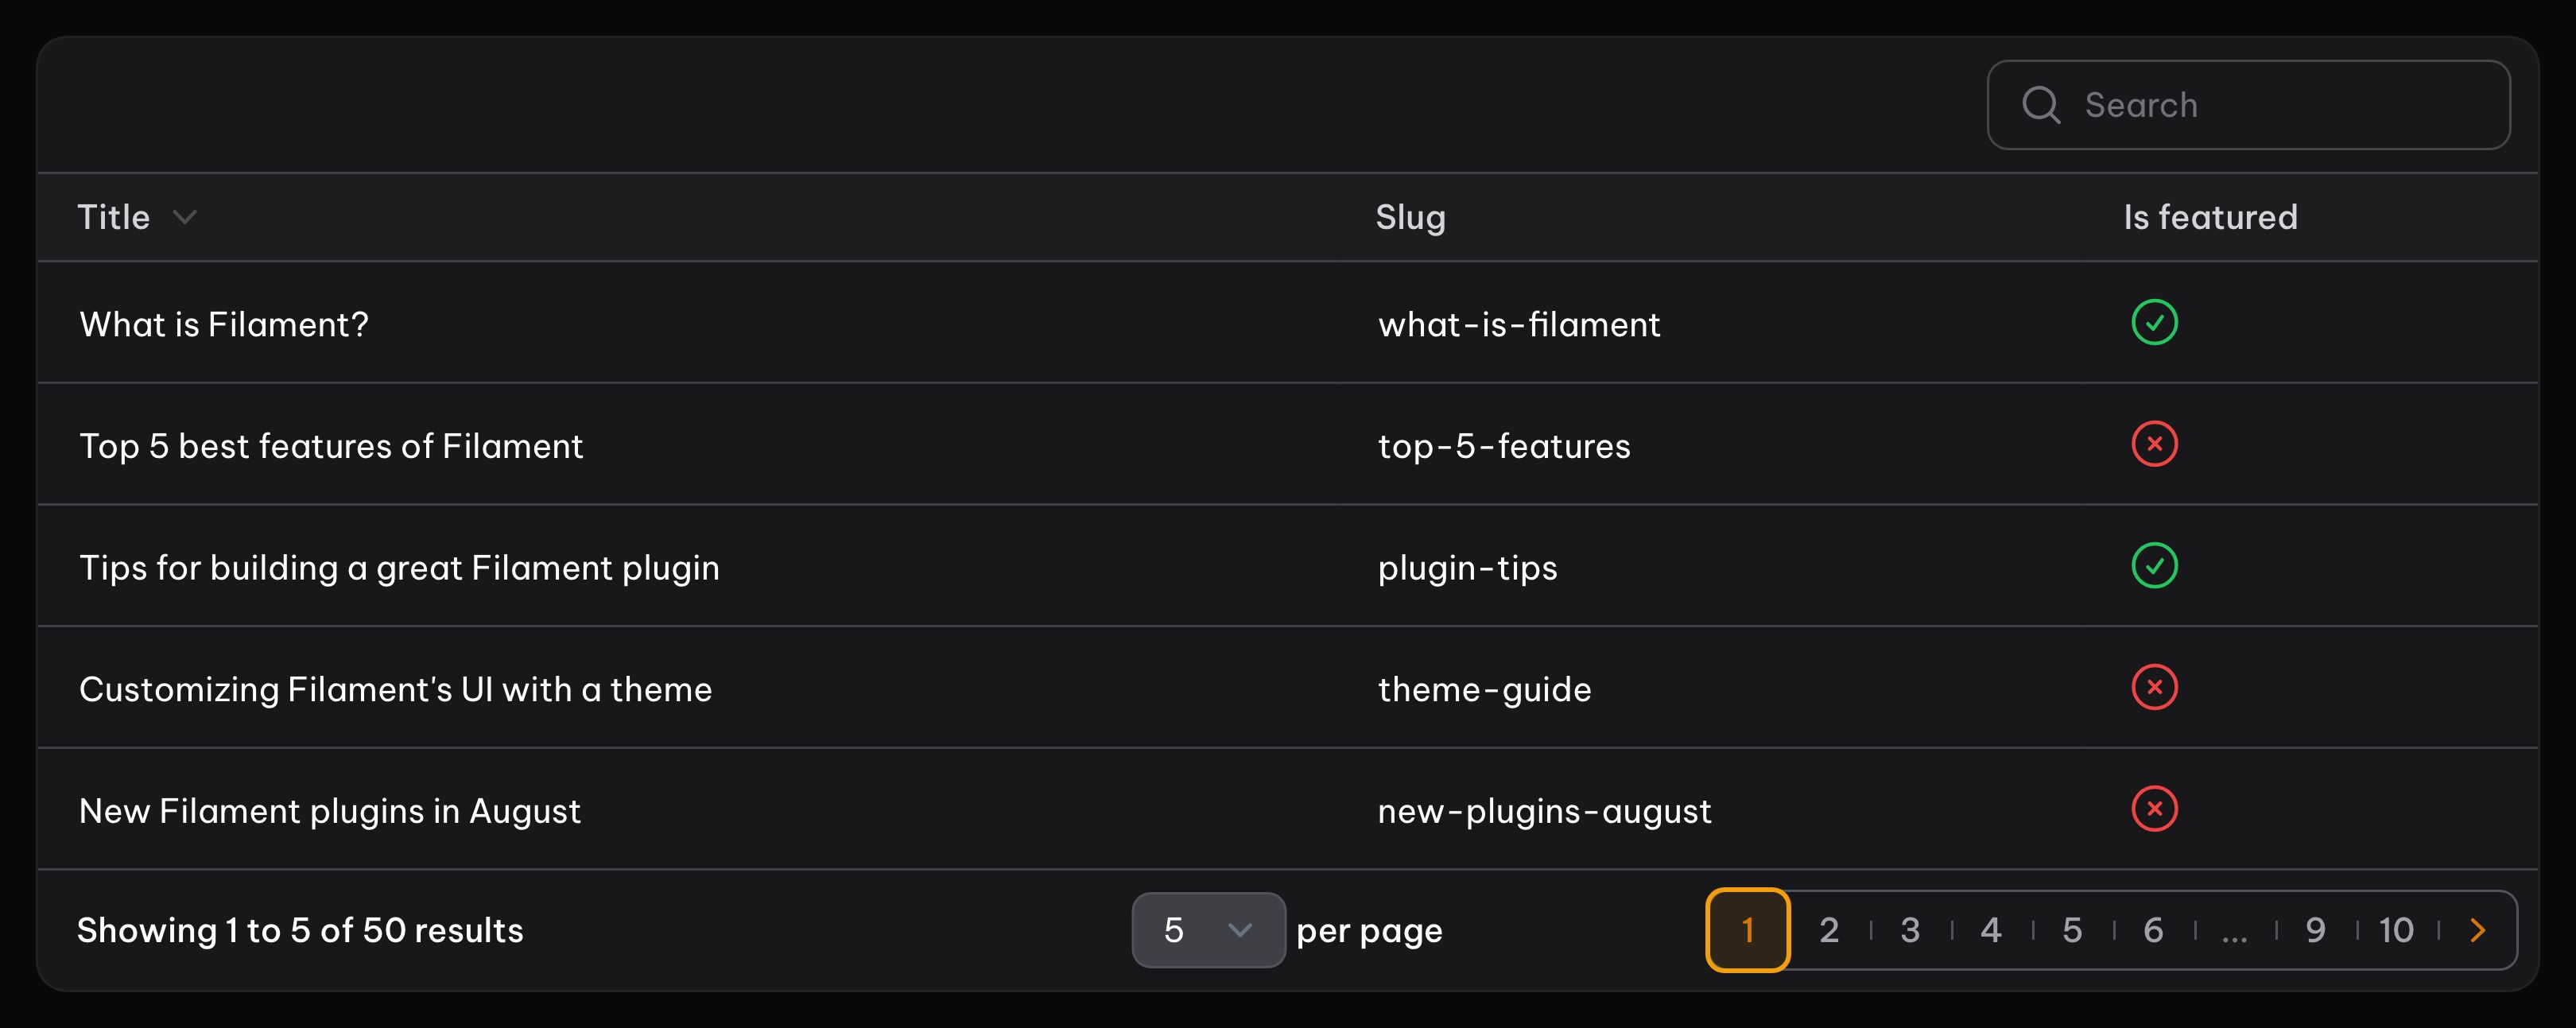 Search
Title Slug Is featured
What is Filament? what-is-filament
Top 5 best features of Filament top-5-features
Tips for building a great Filament plugin plugin-tips
Customizing Filament's UI with a theme theme-guide
New Filament plugins in August new-plugins-august
Showing 1 to 5 of 50 results 5 per page 1 2 3 4 5 6 ... 9 10